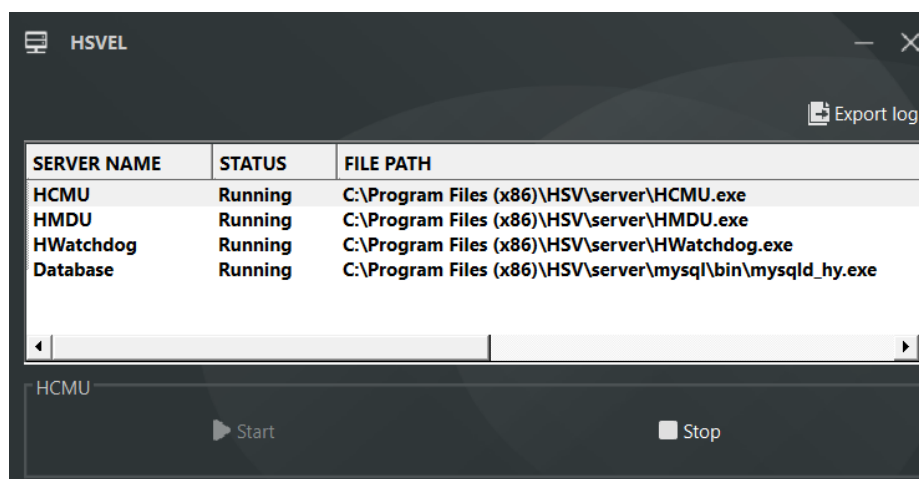 HSVEL
Export log
SERVER NAME STATUS FILE PATH
HCMU Running C:\Program Files (x86)\HSV\server\HCMU.exe
HMDU Running C:\Program Files (x86)\HSV\server\HMDU.exe
HWatchdog Running C:\Program Files (x86)\HSV\server\HWatchdog.exe
Database Running C:\Program Files (x86)\HSV\server\mysql\bin\mysqld_hy.exe
HCMU
Start Stop